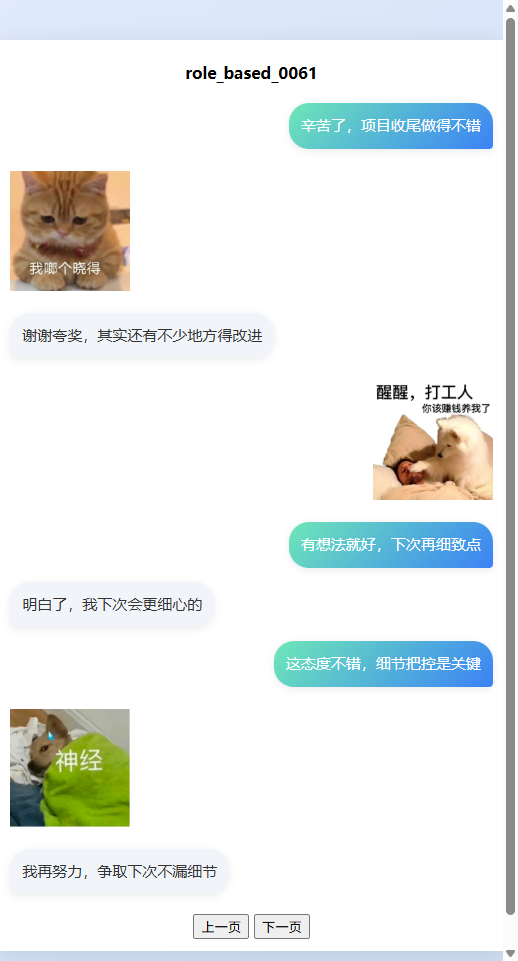 role_based_0061
辛苦了，项目收尾做得不错
我唧个晓得
谢谢夸奖，其实还有不少地方得改进
醒醒，打工人
你该赚钱养我了
有想法就好，下次再细致点
明白了，我下次会更细心的
这态度不错，细节把控是关键
神经
我再努力，争取下次不漏细节
上一页 下一页